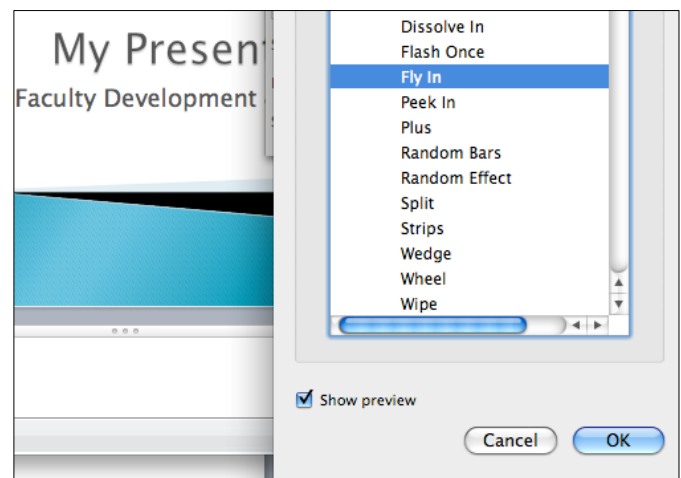 My Presen
Faculty Development
Dissolve In
Flash Once
Fly In
Peek In
Plus
Random Bars
Random Effect
Split
Strips
Wedge
Wheel
Wipe
Show preview
Cancel
OK